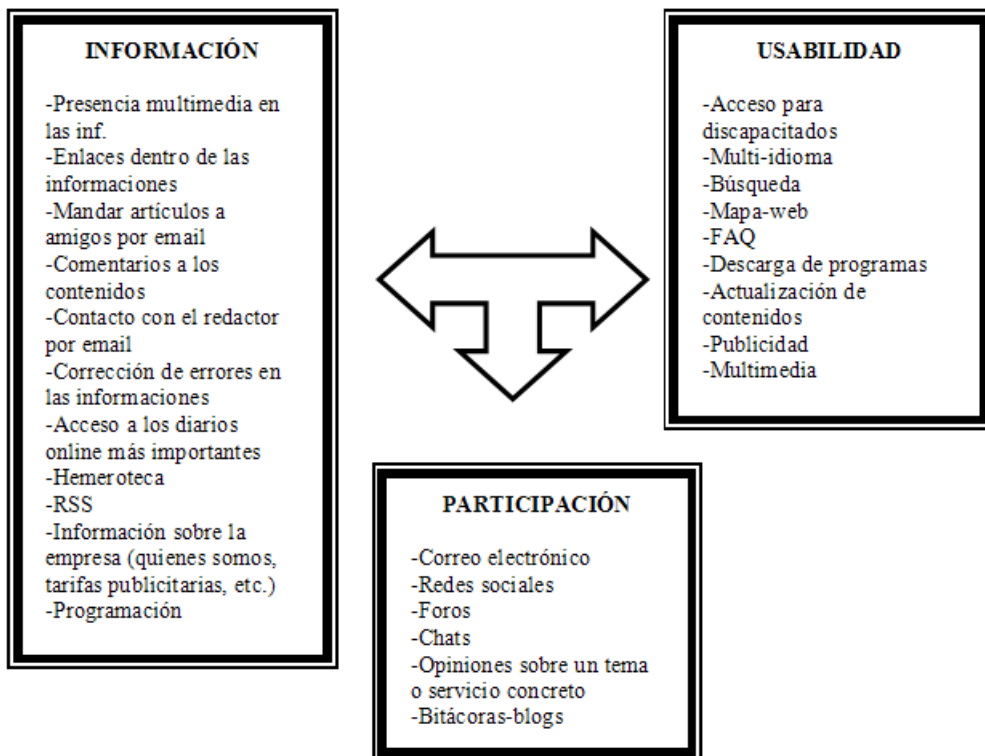 INFORMACIÓN
-Presencia multimedia en
las inf.
-Enlaces dentro de las
informaciones
-Mandar artículos a
amigos por email
-Comentarios a los
contenidos
-Contacto con el redactor
por email
-Corrección de errores en
las informaciones
-Acceso a los diarios
online más importantes
-Hemeroteca
-RSS
-Información sobre la
empresa (quienes somos,
tarifas publicitarias, etc.)
-Programación
USABILIDAD
-Acceso para
discapacitados
-Multi-idioma
-Búsqueda
-Mapa-web
-FAQ
-Descarga de programas
-Actualización de
contenidos
-Publicidad
-Multimedia
PARTICIPACIÓN
-Correo electrónico
-Redes sociales
-Foros
-Chats
-Opiniones sobre un tema
o servicio concreto
-Bitácoras-blogs